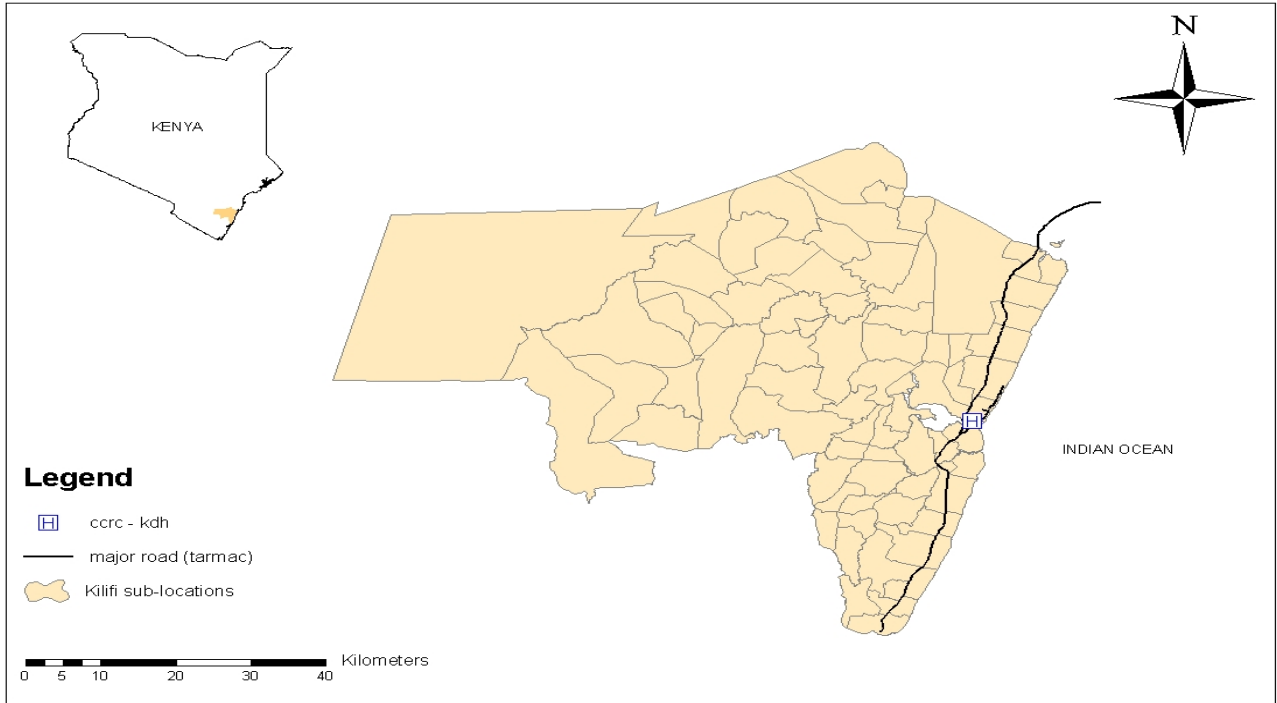 N
KENYA
INDIAN OCEAN
Legend
H
H ccrc - kdh
major road (tarmac)
Kilifi sub-locations
Kilometers
0 5 10 20 30 40